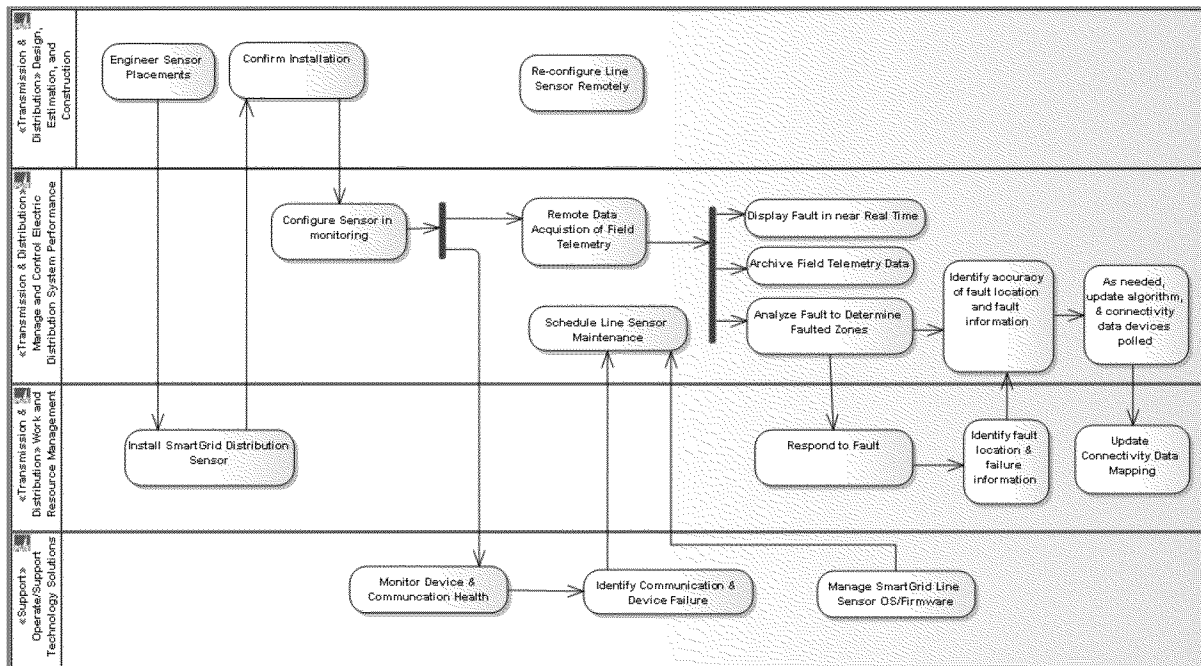 «Transmission &
Distribution» Design,
Estimation, and
Construction
Engineer Sensor
Placements
Confirm Installation
Re-configure Line
Sensor Remotely
«Transmission & Distribution»
Manage and Control Electric
Distribution System Performance
Configure Sensor in
monitoring
Remote Data
Acquistion of Field
Telemetry
Display Fault in near Real Time
Archive Field Telemetry Data
Analyze Fault to Determine
Faulted Zones
Schedule Line Sensor
Maintenance
Identify accuracy
of fault location
and fault
information
As needed,
update algorithm,
& connectivity
data devices
polled
«Transmission &
Distribution» Work and
Resource Management
Install SmartGrid Distribution
Sensor
Respond to Fault
Identify fault
location &
failure
information
Update
Connectivity Data
Mapping
«Support»
Operate/Support
Technology Solutions
Monitor Device &
Communcation Health
Identify Communication &
Device Failure
Manage SmartGrid Line
Sensor OS/Firmware